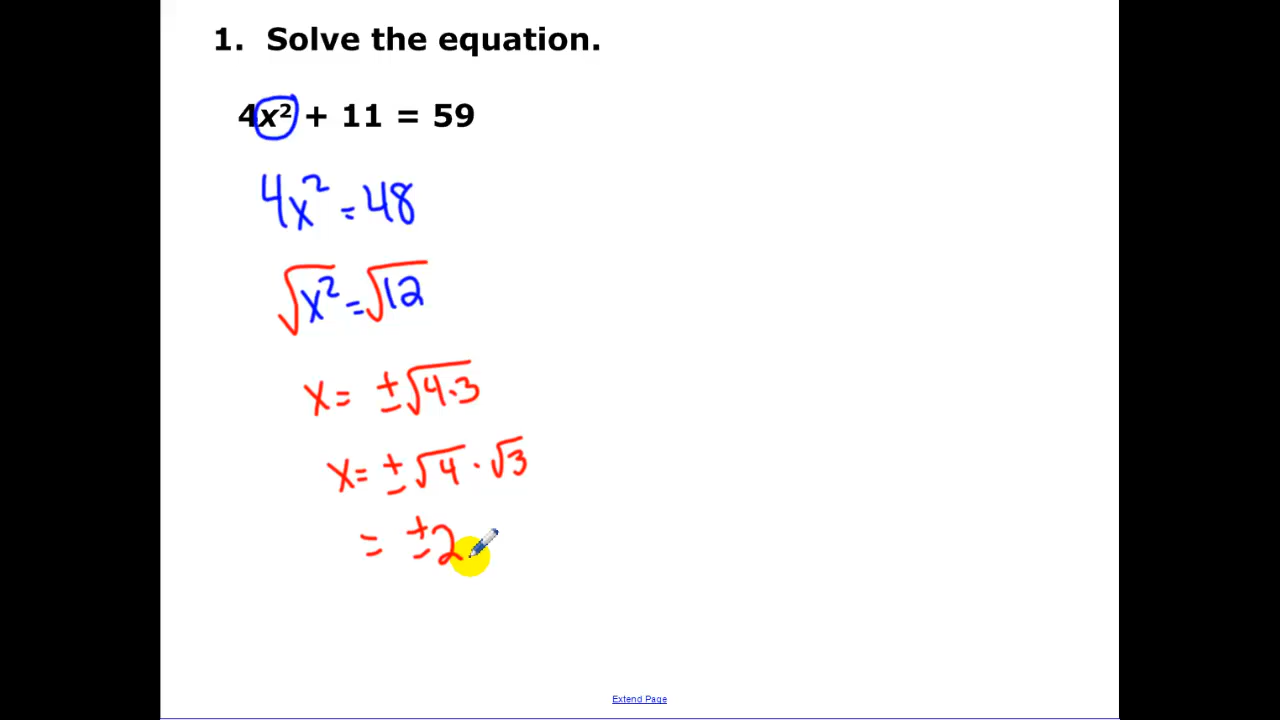 1. Solve the equation.
4x² + 11 = 59
4x² = 48
√x² = √12
x = ±√4·3
x = ±√4 · √3
= ±2
Extend Page